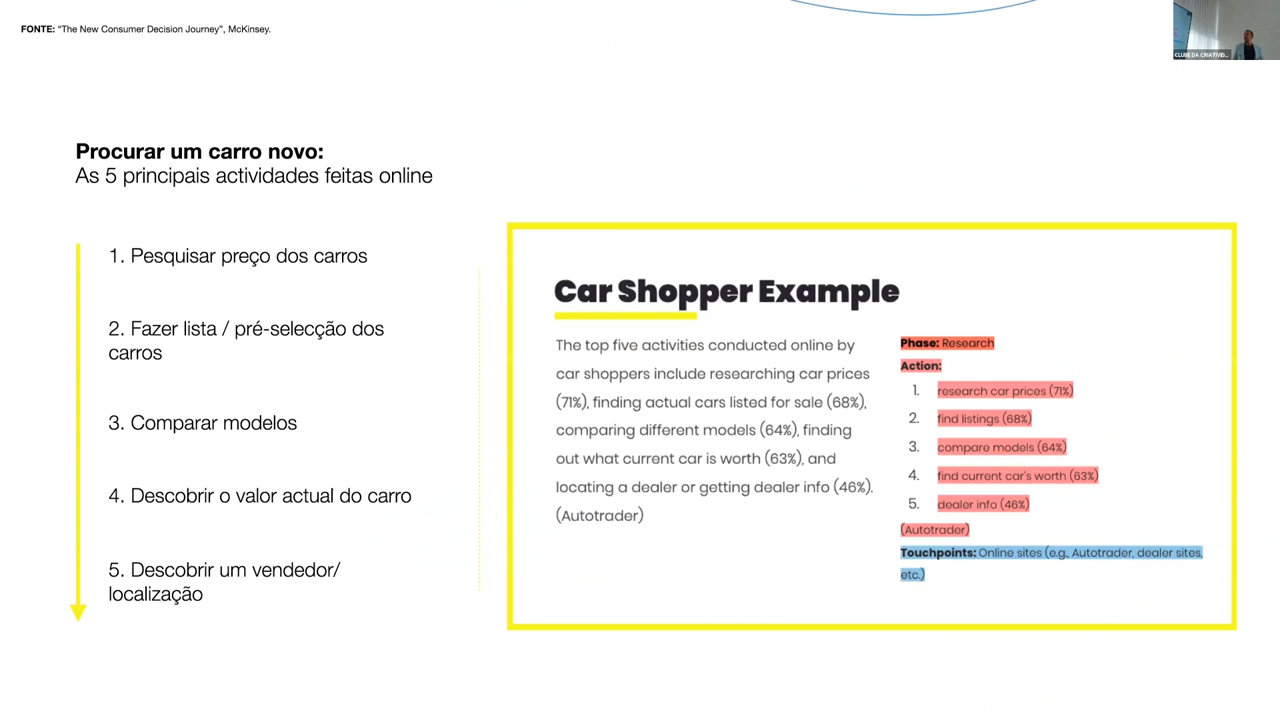 FONTE: “The New Consumer Decision Journey”, McKinsey.
CLUBE DA CRIATIVID...
Procurar um carro novo:
As 5 principais actividades feitas online
1. Pesquisar preço dos carros
2. Fazer lista / pré-selecção dos
carros
3. Comparar modelos
4. Descobrir o valor actual do carro
5. Descobrir um vendedor/
localização
Car Shopper Example
The top five activities conducted online by
car shoppers include researching car prices
(71%), finding actual cars listed for sale (68%),
comparing different models (64%), finding
out what current car is worth (63%), and
locating a dealer or getting dealer info (46%).
(Autotrader)
Phase: Research
Action:
1. research car prices (71%)
2. find listings (68%)
3. compare models (64%)
4. find current car's worth (63%)
5. dealer info (46%)
(Autotrader)
Touchpoints: Online sites (e.g., Autotrader, dealer sites,
etc.)